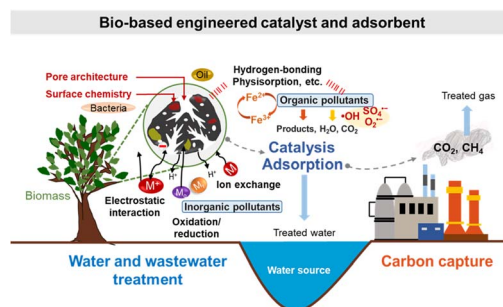 Bio-based engineered catalyst and adsorbent
Pore architecture
Surface chemistry
Bacteria
Biomass
Oil
Hydrogen-bonding
Physisorption, etc.
Fe²⁺
Fe³⁺
Organic pollutants
•OH
SO₄•⁻
O₂•⁻
Products, H₂O, CO₂
Catalysis
Adsorption
Treated gas
CO₂, CH₄
H⁺
H⁺
M⁺
M
Ion exchange
Electrostatic
interaction
Inorganic pollutants
Oxidation/
reduction
Treated water
Water and wastewater
treatment
Water source
Carbon capture